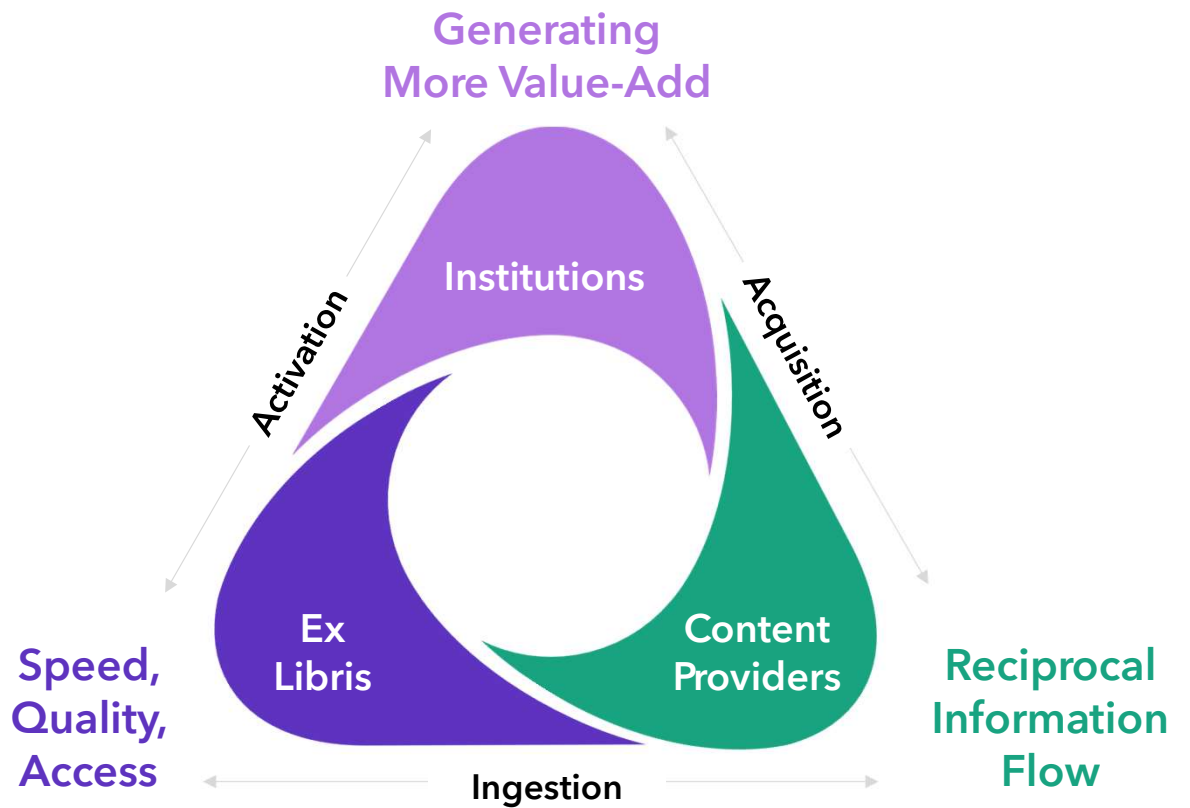 Generating
More Value-Add
Institutions
Activation
Acquisition
Ex
Libris
Content
Providers
Speed,
Quality,
Access
Reciprocal
Information
Flow
Ingestion